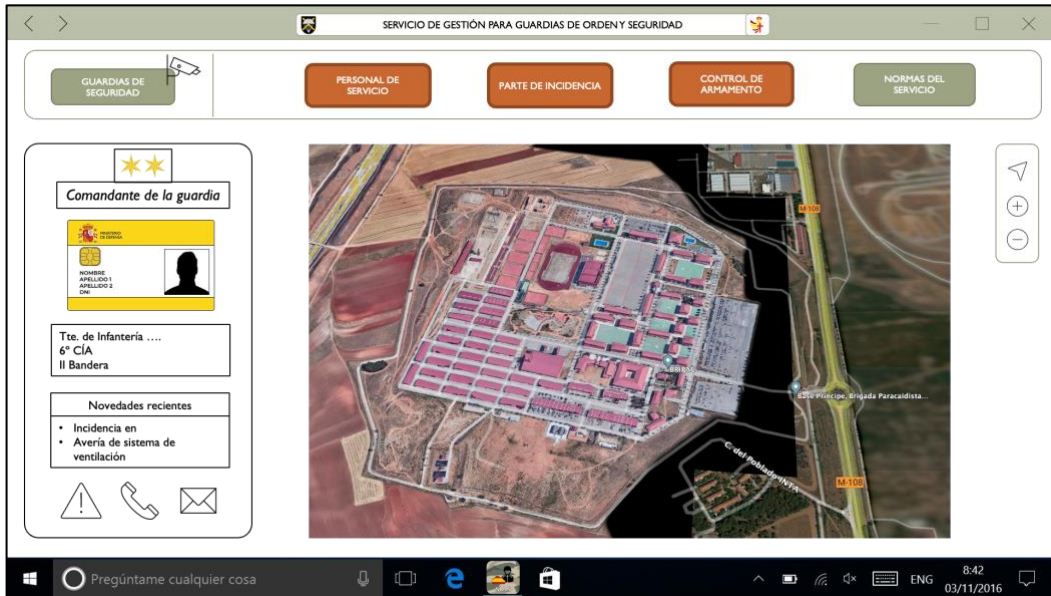 SERVICIO DE GESTIÓN PARA GUARDIAS DE ORDEN Y SEGURIDAD
GUARDIAS DE
SEGURIDAD
PERSONAL DE
SERVICIO
PARTE DE INCIDENCIA
CONTROL DE
ARMAMENTO
NORMAS DEL
SERVICIO
Comandante de la guardia
MINISTERIO
DE DEFENSA
NOMBRE
APELLIDO 1
APELLIDO 2
DNI
Tte. de Infantería ….
6º CÍA
II Bandera
Novedades recientes
• Incidencia en
• Avería de sistema de
ventilación
M-108
Base Príncipe, Brigada Paracaidista...
C. del Poblado INTA
M-108
Pregúntame cualquier cosa
ENG
8:42
03/11/2016